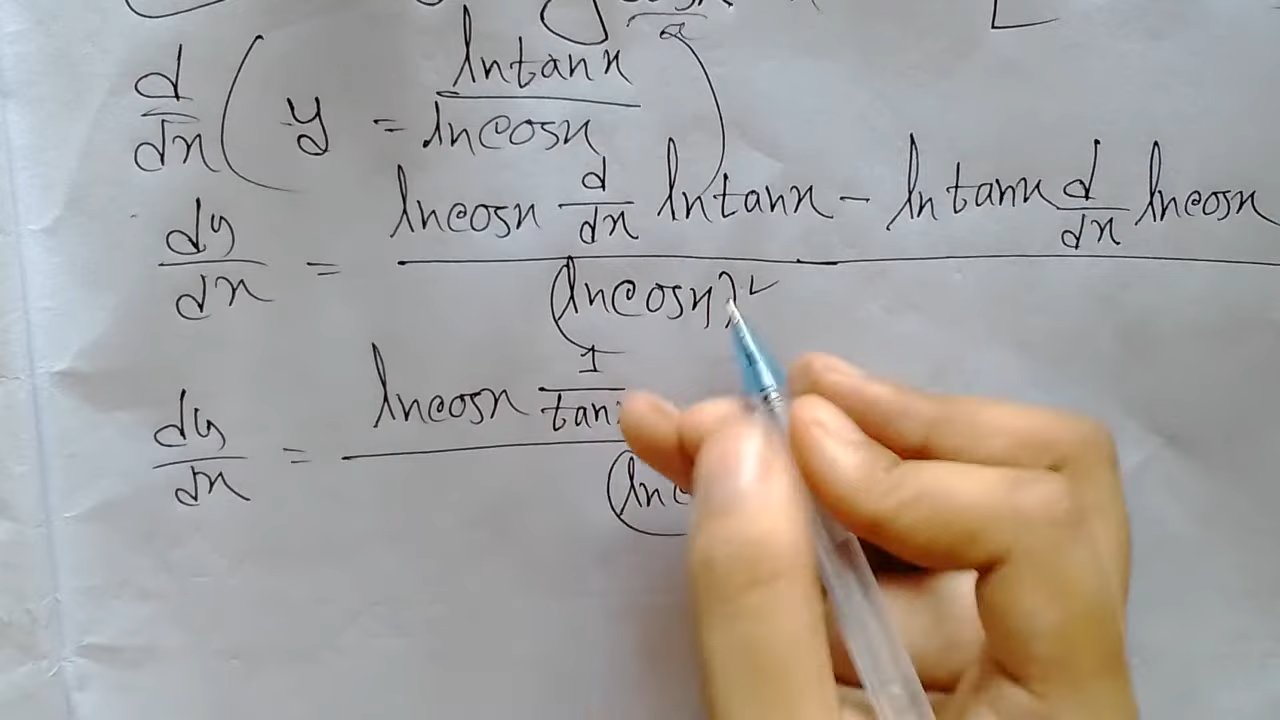 d/dx ( y = ln tan x / ln cos x )
dy/dx = ln cos x d/dx ln tan x - ln tan x d/dx ln cos x / (ln cos x)²
dy/dx = ln cos x 1/tan